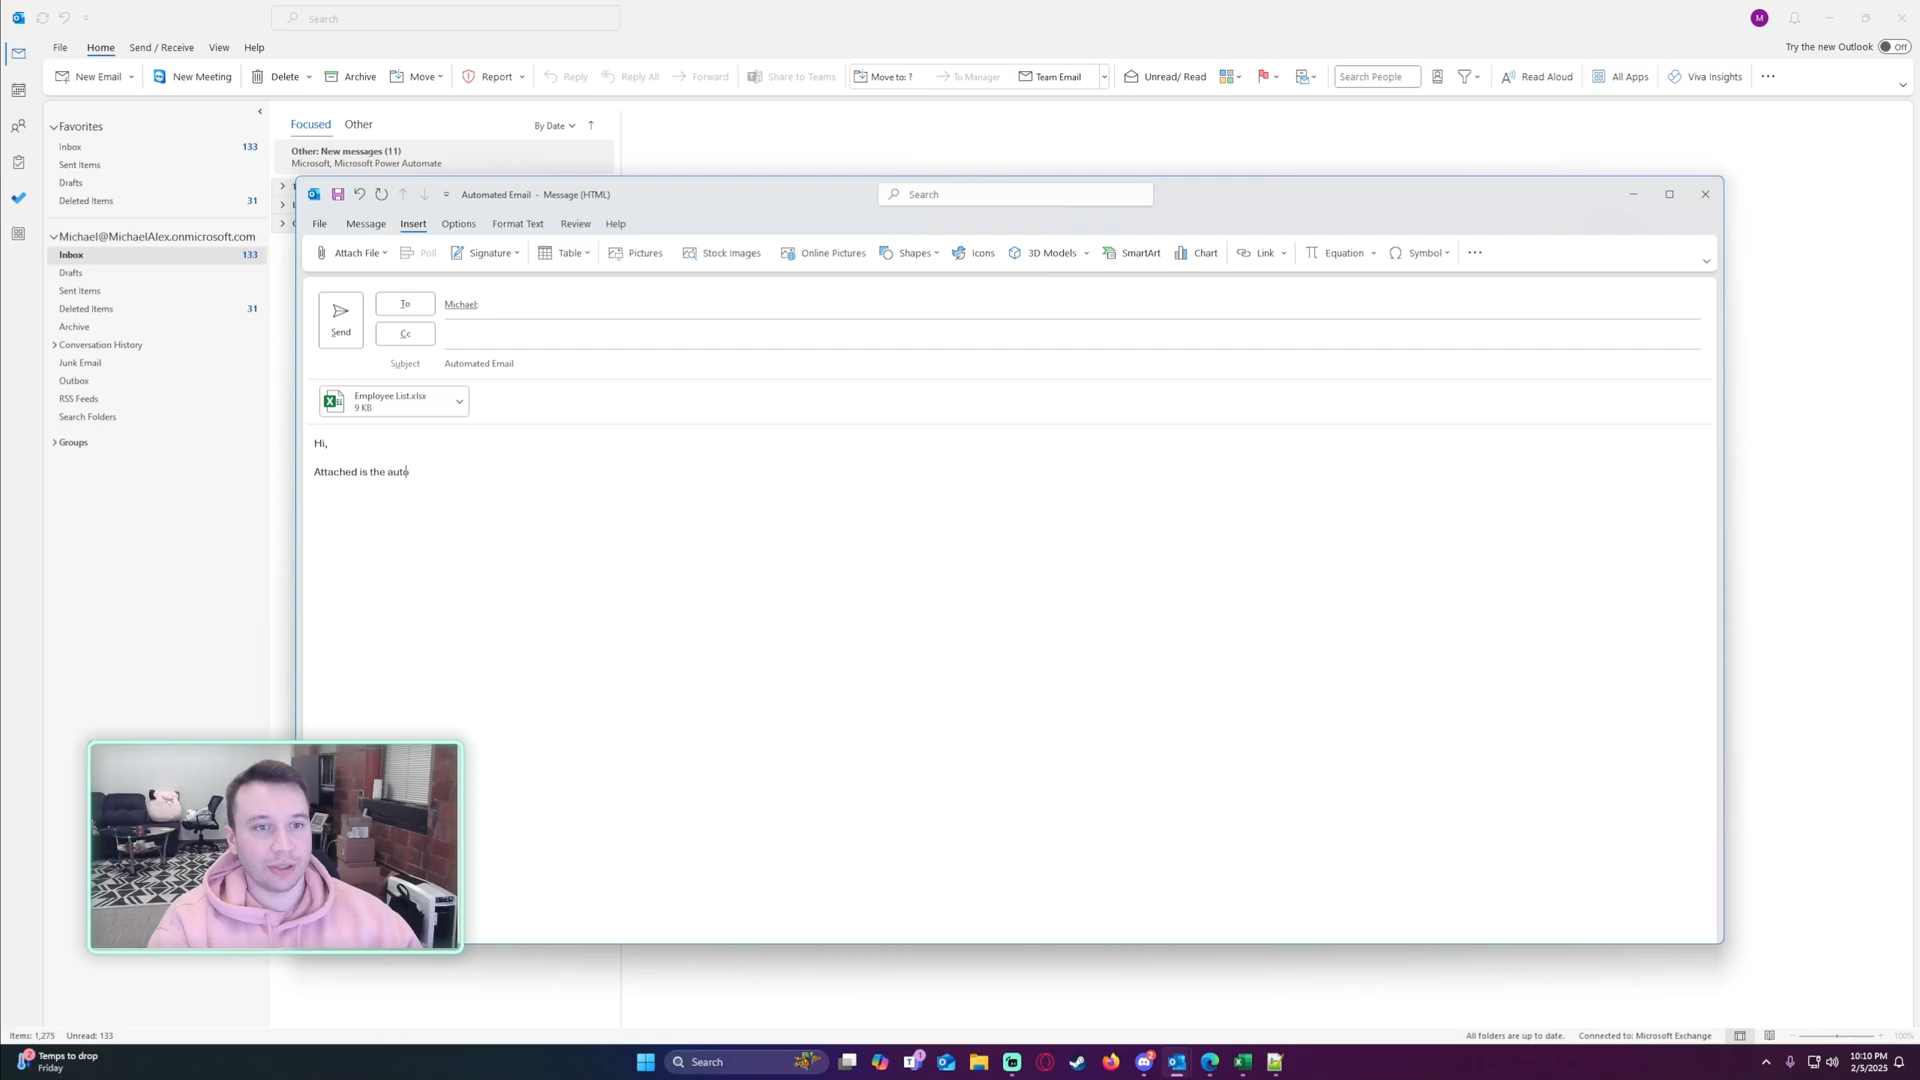 Search
M
File
Home
Send / Receive
View
Help
Try the new Outlook
Off
New Email
New Meeting
Delete
Archive
Move
Report
Reply
Reply All
Forward
Share to Teams
Move to: ?
To Manager
Team Email
Unread/ Read
Search People
Read Aloud
All Apps
Viva Insights
Favorites
Inbox 133
Sent Items
Drafts
Deleted Items 31
Michael@MichaelAlex.onmicrosoft.com
Inbox 133
Drafts
Sent Items
Deleted Items 31
Archive
Conversation History
Junk Email
Outbox
RSS Feeds
Search Folders
Groups
Focused
Other
By Date
Other: New messages (11)
Microsoft, Microsoft Power Automate
Automated Email - Message (HTML)
Search
File
Message
Insert
Options
Format Text
Review
Help
Attach File
Poll
Signature
Table
Pictures
Stock Images
Online Pictures
Shapes
Icons
3D Models
SmartArt
Chart
Link
Equation
Symbol
Send
To
Michael;
Cc
Subject
Automated Email
Employee List.xlsx
9 KB
Hi,
Attached is the auto
Items: 1,275 Unread: 133
All folders are up to date.
Connected to: Microsoft Exchange
100%
2
Temps to drop
Friday
Search
1
2
10:10 PM
2/5/2025